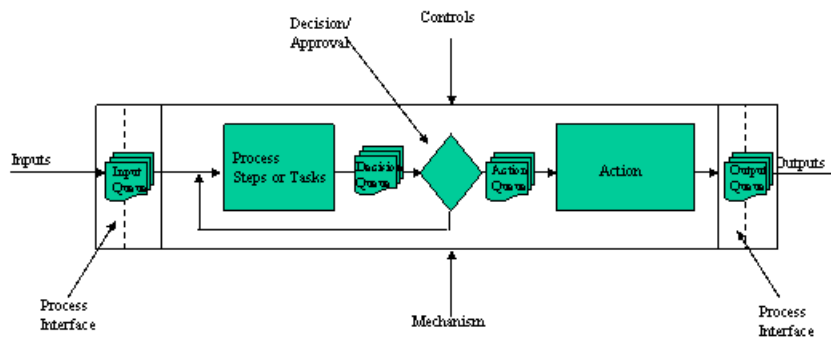 Decision/
Approval
Controls
Inputs
Input
Queue
Process
Steps or Tasks
Decision
Queue
Action
Queue
Action
Output
Queue
Outputs
Process
Interface
Mechanism
Process
Interface